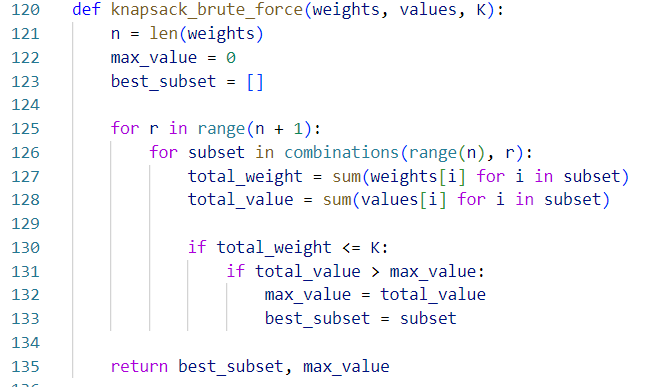 120 def knapsack_brute_force(weights, values, K):
121 n = len(weights)
122 max_value = 0
123 best_subset = []
124
125 for r in range(n + 1):
126 for subset in combinations(range(n), r):
127 total_weight = sum(weights[i] for i in subset)
128 total_value = sum(values[i] for i in subset)
129
130 if total_weight <= K:
131 if total_value > max_value:
132 max_value = total_value
133 best_subset = subset
134
135 return best_subset, max_value